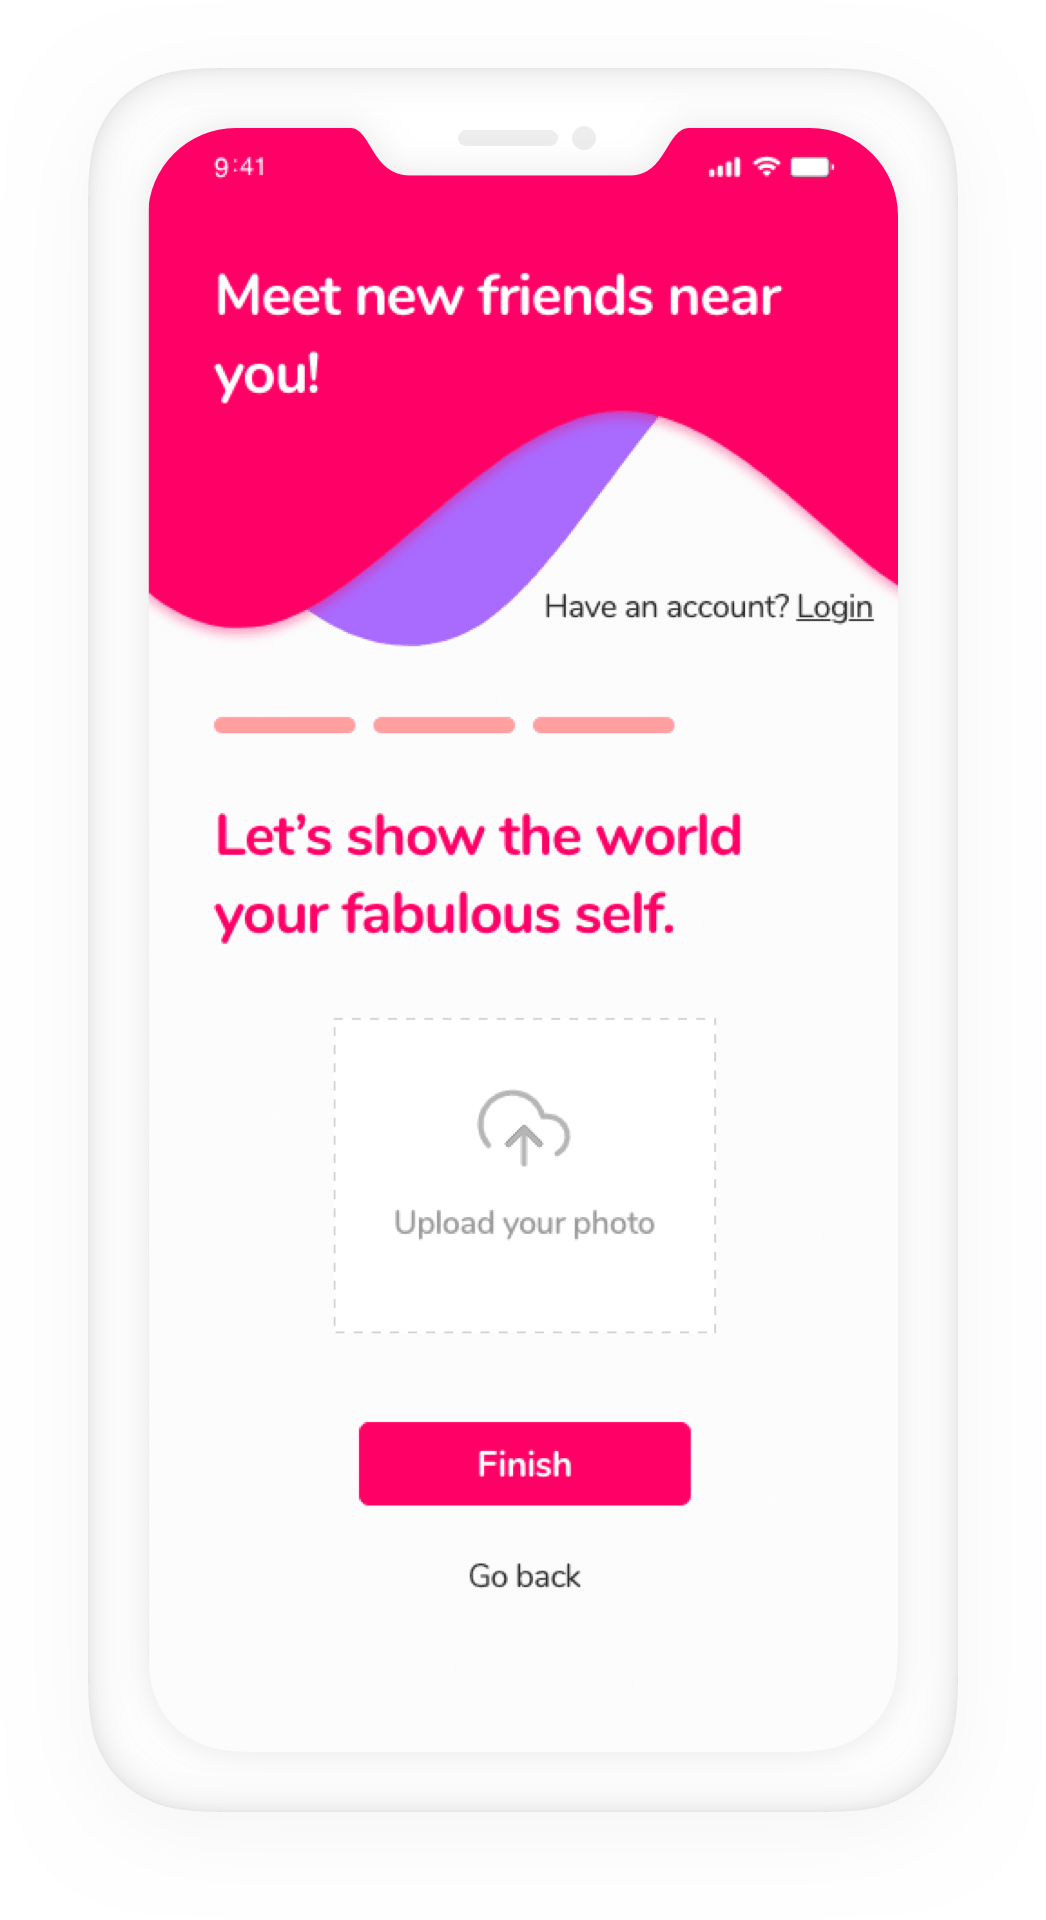 9:41
Meet new friends near
you!
Have an account? Login
Let’s show the world
your fabulous self.
Upload your photo
Finish
Go back